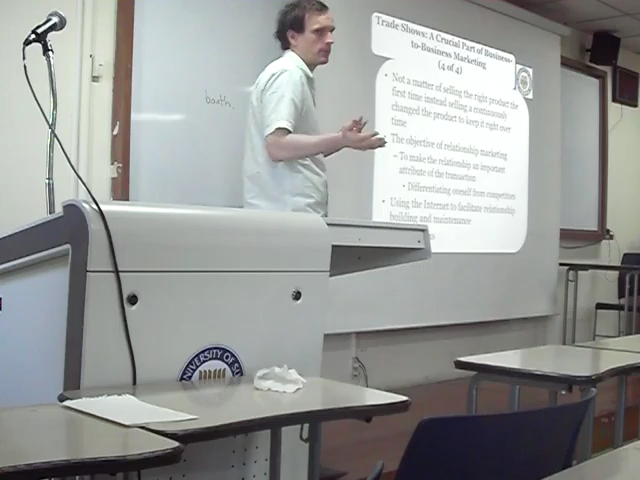 Trade Shows: A Crucial Part of Business-
to-Business Marketing
(4 of 4)
• Not a matter of selling the right product the
first time instead selling a continuously
changed the product to keep it right over
time
The objective of relationship marketing
– To make the relationship an important
attribute of the transaction
• Differentiating oneself from competitors
• Using the Internet to facilitate relationship
building and maintenance
booth.
UNIVERSITY OF